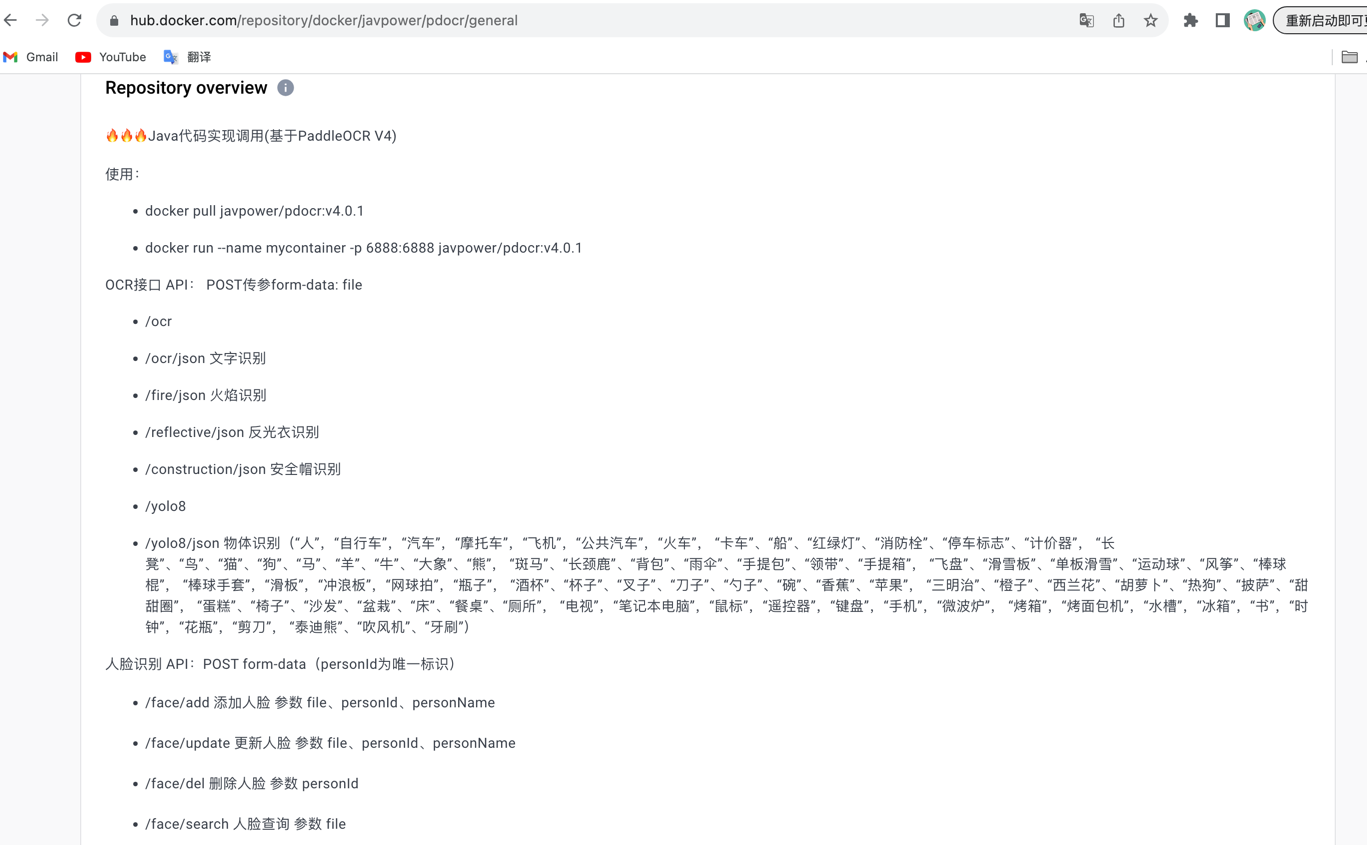 hub.docker.com/repository/docker/javpower/pdocr/general
重新启动即可
Gmail YouTube 翻译
Repository overview
🔥🔥🔥Java代码实现调用(基于PaddleOCR V4)
使用：
• docker pull javpower/pdocr:v4.0.1
• docker run --name mycontainer -p 6888:6888 javpower/pdocr:v4.0.1
OCR接口 API： POST传参form-data: file
• /ocr
• /ocr/json 文字识别
• /fire/json 火焰识别
• /reflective/json 反光衣识别
• /construction/json 安全帽识别
• /yolo8
• /yolo8/json 物体识别（“人”，“自行车”，“汽车”，“摩托车”，“飞机”，“公共汽车”，“火车”， “卡车”、“船”、“红绿灯”、“消防栓”、“停车标志”、“计价器”， “长
凳”、“鸟”、“猫”、“狗”、“马”、“羊”、“牛”、“大象”、“熊”， “斑马”、“长颈鹿”、“背包”、“雨伞”、“手提包”、“领带”、“手提箱”， “飞盘”、“滑雪板”、“单板滑雪”、“运动球”、“风筝”、“棒球
棍”， “棒球手套”，“滑板”，“冲浪板”，“网球拍”，“瓶子”， “酒杯”、“杯子”、“叉子”、“刀子”、“勺子”、“碗”、“香蕉”、“苹果”， “三明治”、“橙子”、“西兰花”、“胡萝卜”、“热狗”、“披萨”、“甜
甜圈”， “蛋糕”、“椅子”、“沙发”、“盆栽”、“床”、“餐桌”、“厕所”， “电视”，“笔记本电脑”，“鼠标”，“遥控器”，“键盘”，“手机”，“微波炉”， “烤箱”，“烤面包机”，“水槽”，“冰箱”，“书”，“时
钟”，“花瓶”，“剪刀”， “泰迪熊”、“吹风机”、“牙刷”）
人脸识别 API：POST form-data（personId为唯一标识）
• /face/add 添加人脸 参数 file、personId、personName
• /face/update 更新人脸 参数 file、personId、personName
• /face/del 删除人脸 参数 personId
• /face/search 人脸查询 参数 file